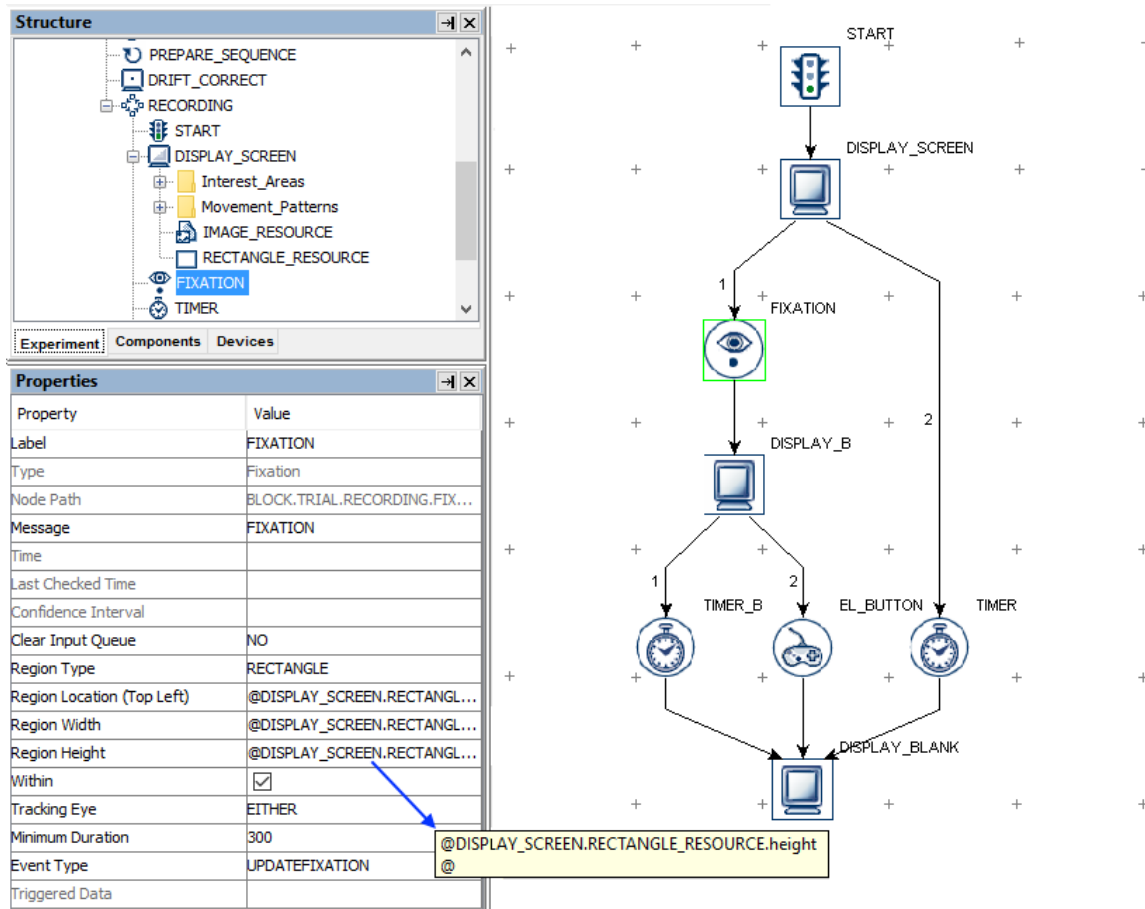 Structure
PREPARE_SEQUENCE
DRIFT_CORRECT
RECORDING
START
DISPLAY_SCREEN
Interest_Areas
Movement_Patterns
IMAGE_RESOURCE
RECTANGLE_RESOURCE
FIXATION
TIMER
Experiment Components Devices
Properties
Property Value
Label FIXATION
Type Fixation
Node Path BLOCK.TRIAL.RECORDING.FIX...
Message FIXATION
Time
Last Checked Time
Confidence Interval
Clear Input Queue NO
Region Type RECTANGLE
Region Location (Top Left) @DISPLAY_SCREEN.RECTANGL...
Region Width @DISPLAY_SCREEN.RECTANGL...
Region Height @DISPLAY_SCREEN.RECTANGL...
Within
Tracking Eye EITHER
Minimum Duration 300
Event Type UPDATEFIXATION
Triggered Data
@DISPLAY_SCREEN.RECTANGLE_RESOURCE.height
@
START
DISPLAY_SCREEN
1
FIXATION
2
DISPLAY_B
1
2
TIMER_B
EL_BUTTON
TIMER
DISPLAY_BLANK